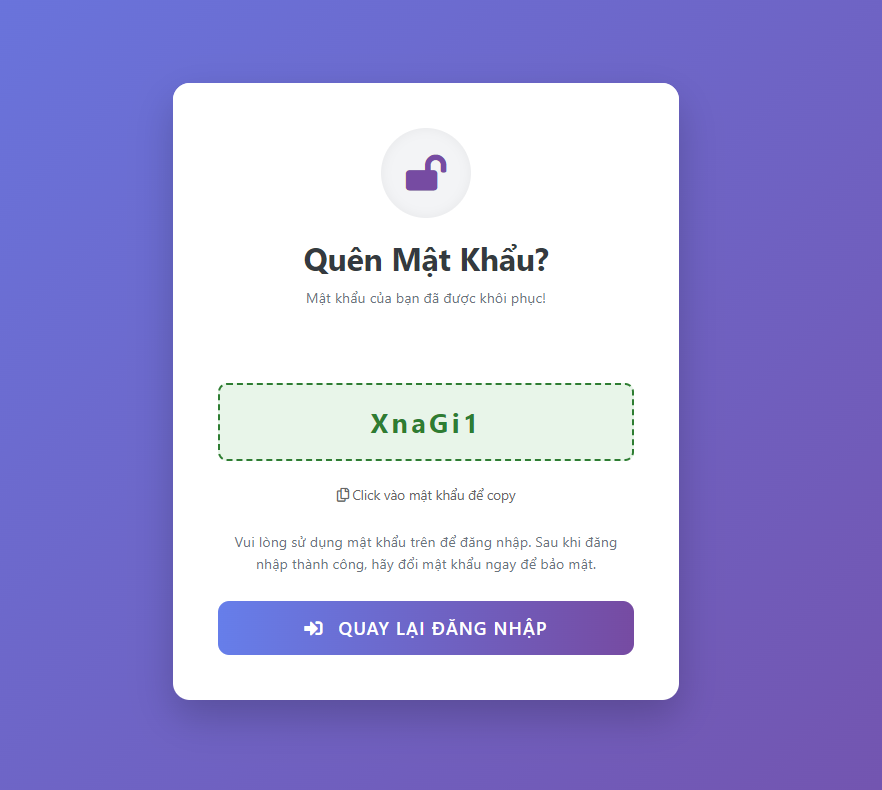 Quên Mật Khẩu?
Mật khẩu của bạn đã được khôi phục!
XnaGi1
Click vào mật khẩu để copy
Vui lòng sử dụng mật khẩu trên để đăng nhập. Sau khi đăng
nhập thành công, hãy đổi mật khẩu ngay để bảo mật.
QUAY LẠI ĐĂNG NHẬP